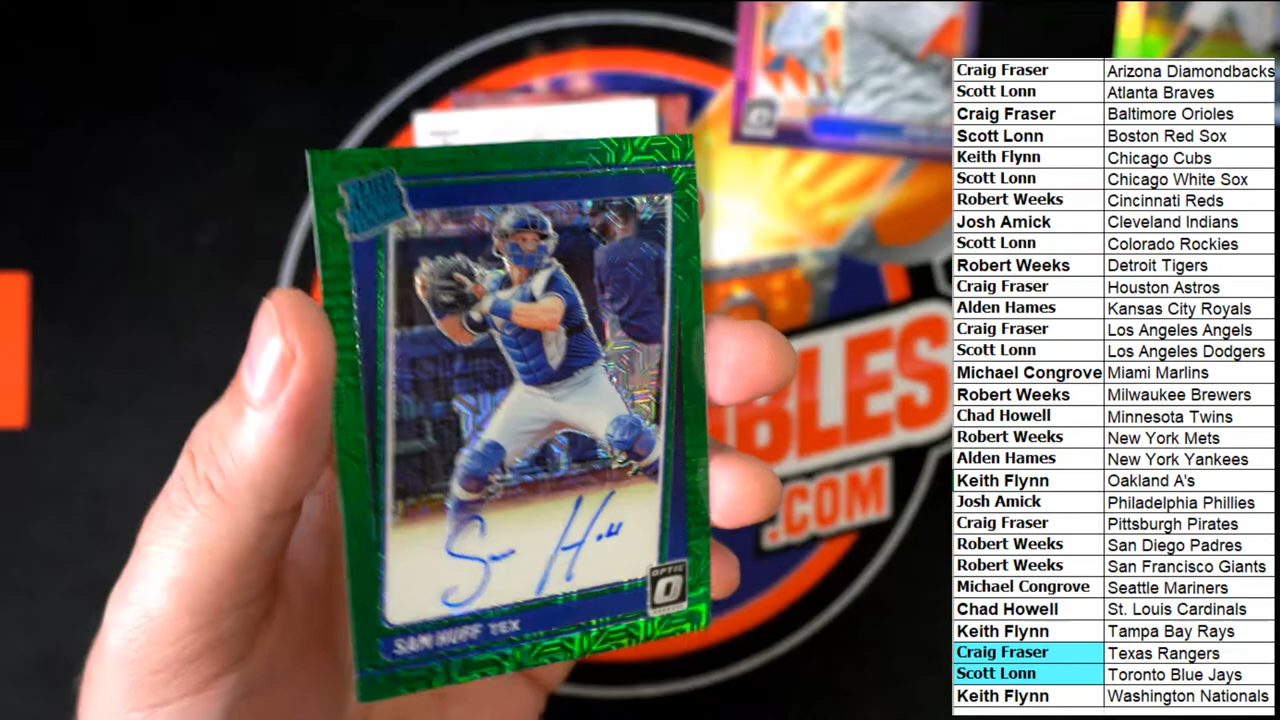 Craig Fraser Arizona Diamondbacks
Scott Lonn Atlanta Braves
Craig Fraser Baltimore Orioles
Scott Lonn Boston Red Sox
Keith Flynn Chicago Cubs
Scott Lonn Chicago White Sox
Robert Weeks Cincinnati Reds
Josh Amick Cleveland Indians
Scott Lonn Colorado Rockies
Robert Weeks Detroit Tigers
Craig Fraser Houston Astros
Alden Hames Kansas City Royals
Craig Fraser Los Angeles Angels
Scott Lonn Los Angeles Dodgers
Michael Congrove Miami Marlins
Robert Weeks Milwaukee Brewers
Chad Howell Minnesota Twins
Robert Weeks New York Mets
Alden Hames New York Yankees
Keith Flynn Oakland A's
Josh Amick Philadelphia Phillies
Craig Fraser Pittsburgh Pirates
Robert Weeks San Diego Padres
Robert Weeks San Francisco Giants
Michael Congrove Seattle Mariners
Chad Howell St. Louis Cardinals
Keith Flynn Tampa Bay Rays
Craig Fraser Texas Rangers
Scott Lonn Toronto Blue Jays
Keith Flynn Washington Nationals
OPTIC
SAM HUFF TEX
.COM